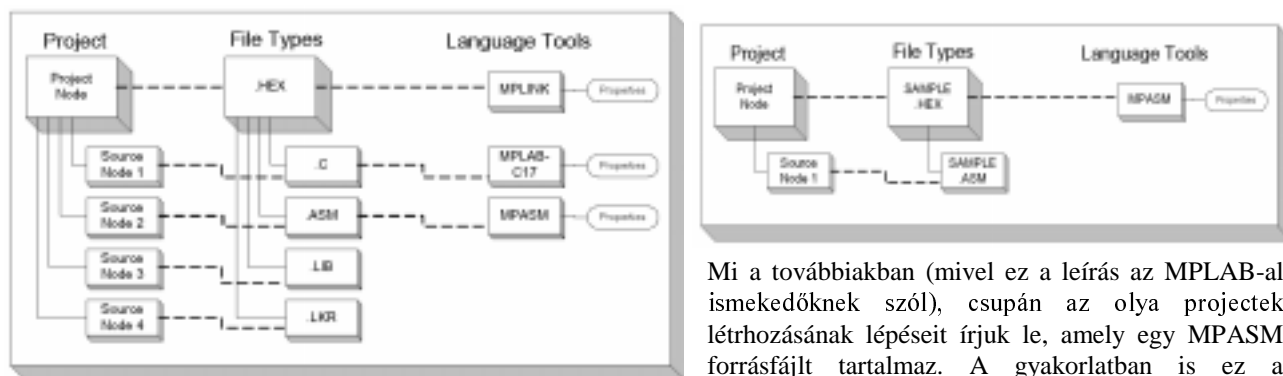 Project File Types Language Tools
Project
Node
.HEX
MPLINK
Properties
Source
Node 1
.C
MPLAB-
C17
Properties
Source
Node 2
.ASM
MPASM
Properties
Source
Node 3
.LIB
Source
Node 4
.LKR
Project File Types Language Tools
Project
Node
SAMPLE
.HEX
MPASM
Properties
Source
Node 1
SAMPLE
.ASM
Mi a továbbiakban (mivel ez a leírás az MPLAB-al
ismekedőknek szól), csupán az olya projectek
létrhozásának lépéseit írjuk le, amely egy MPASM
forrásfájlt tartalmaz. A gyakorlatban is ez a